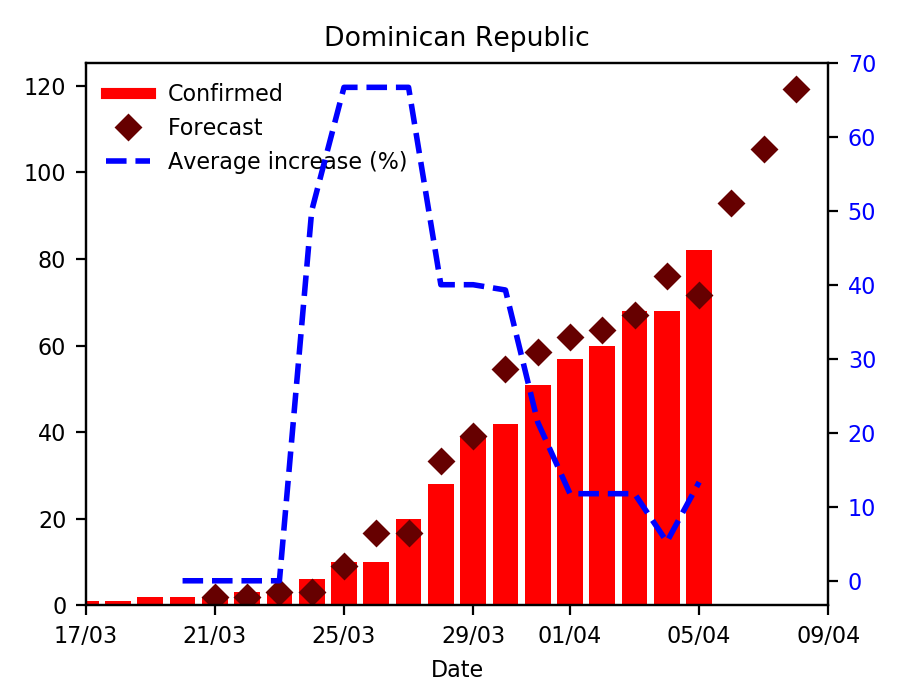 Dominican Republic
Confirmed
Forecast
Average increase (%)
120
100
80
60
40
20
0
70
60
50
40
30
20
10
0
17/03 21/03 25/03 29/03 01/04 05/04 09/04
Date